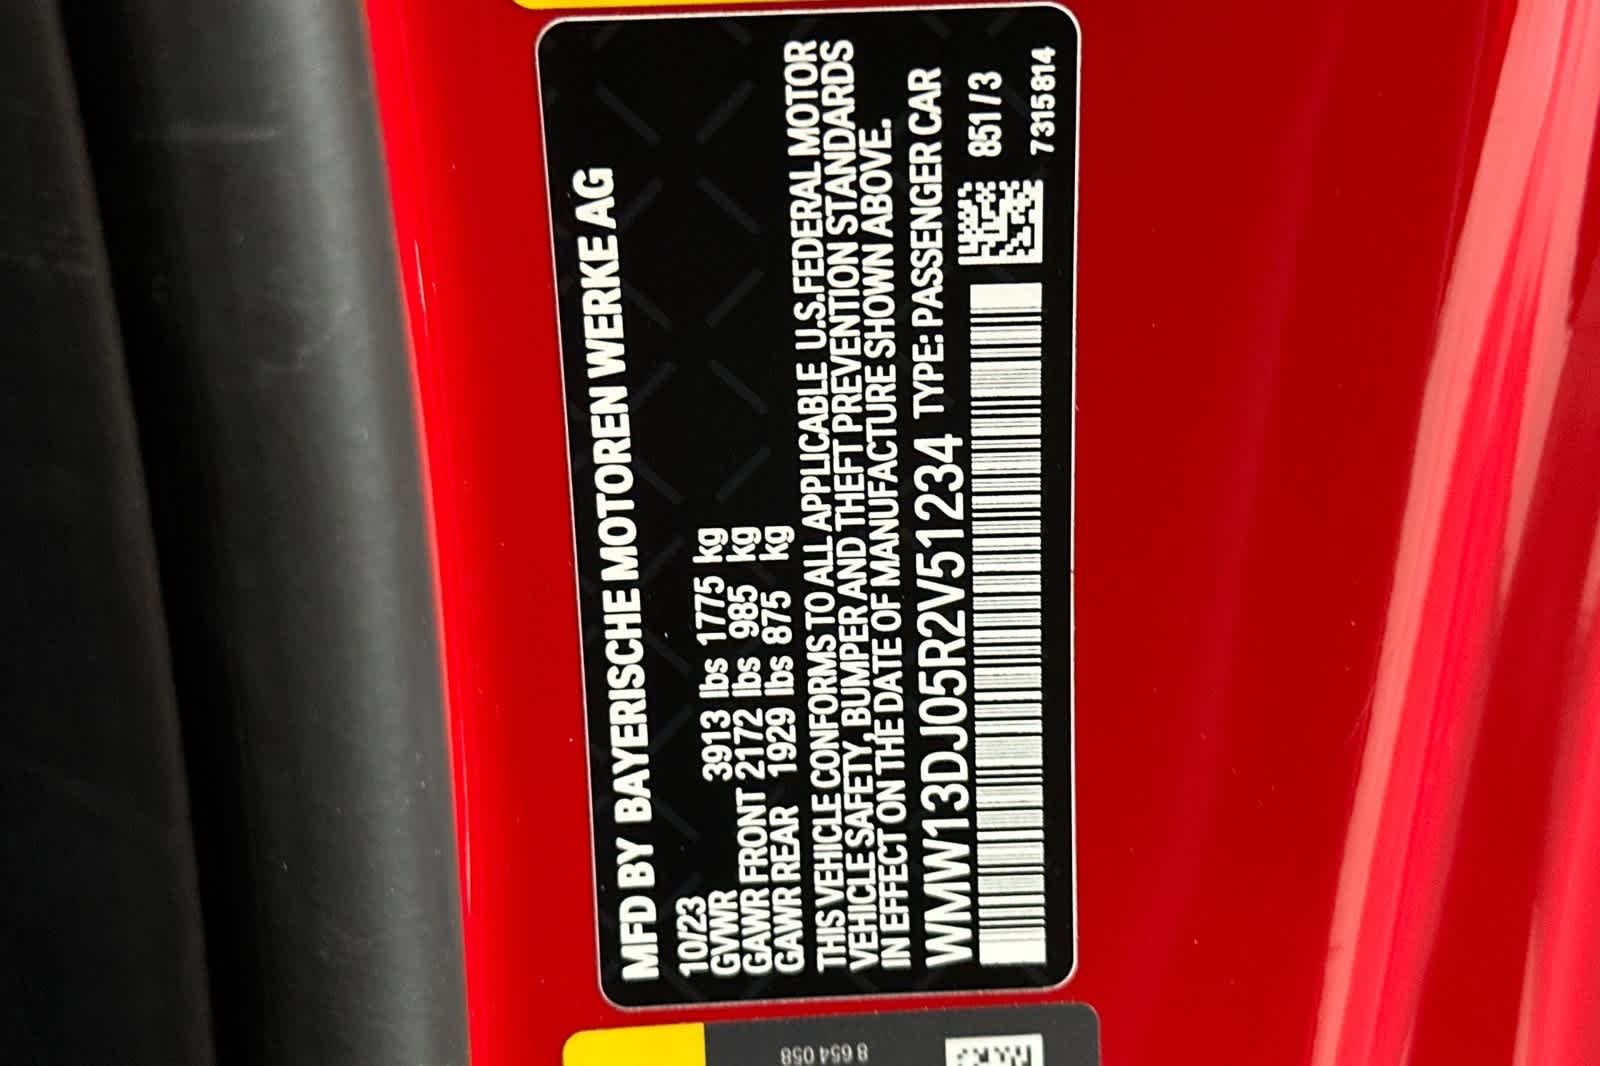 MFD BY BAYERISCHE MOTOREN WERKE AG
10/23
GVWR 3913 lbs 1775 kg
GAWR FRONT 2172 lbs 985 kg
GAWR REAR 1929 lbs 875 kg
THIS VEHICLE CONFORMS TO ALL APPLICABLE U.S.FEDERAL MOTOR
VEHICLE SAFETY, BUMPER AND THEFT PREVENTION STANDARDS
IN EFFECT ON THE DATE OF MANUFACTURE SHOWN ABOVE.
WMW13DJ05R2V51234 TYPE: PASSENGER CAR
851/3
7 315 814
8 654 058